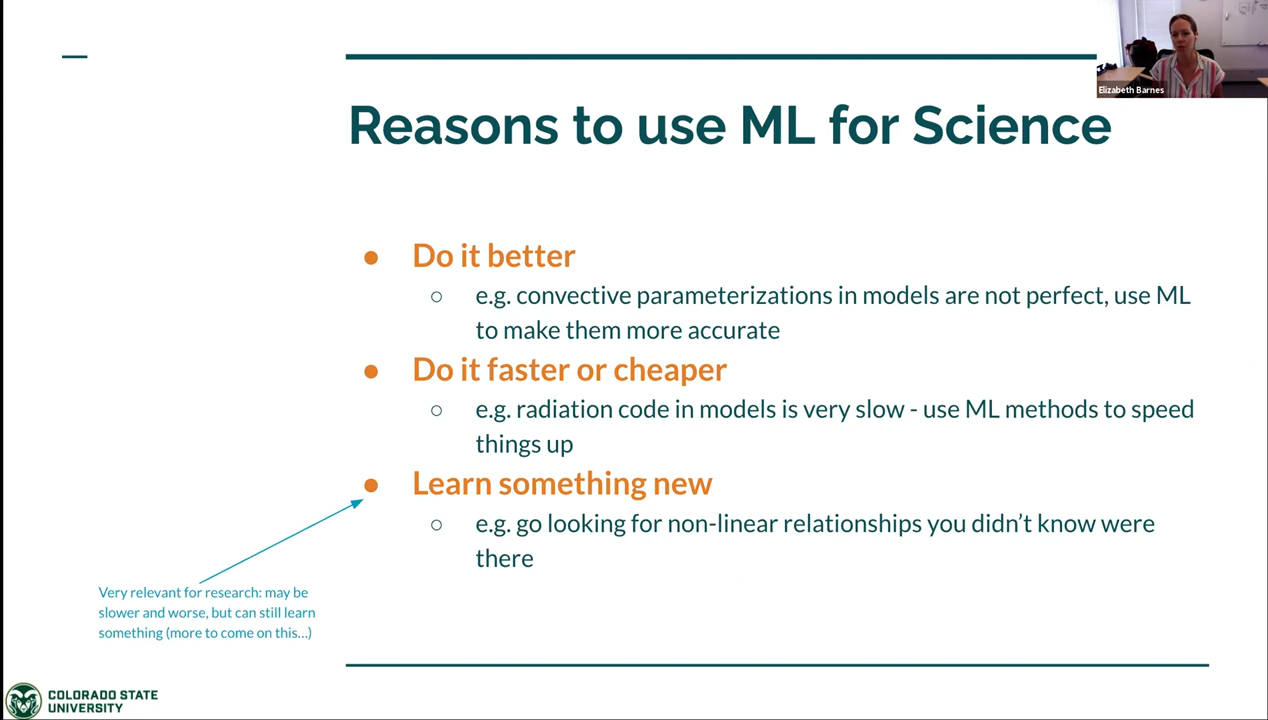 Elizabeth Barnes
Reasons to use ML for Science
● Do it better
○ e.g. convective parameterizations in models are not perfect, use ML
to make them more accurate
● Do it faster or cheaper
○ e.g. radiation code in models is very slow - use ML methods to speed
things up
● Learn something new
○ e.g. go looking for non-linear relationships you didn’t know were
there
Very relevant for research: may be
slower and worse, but can still learn
something (more to come on this...)
COLORADO STATE
UNIVERSITY